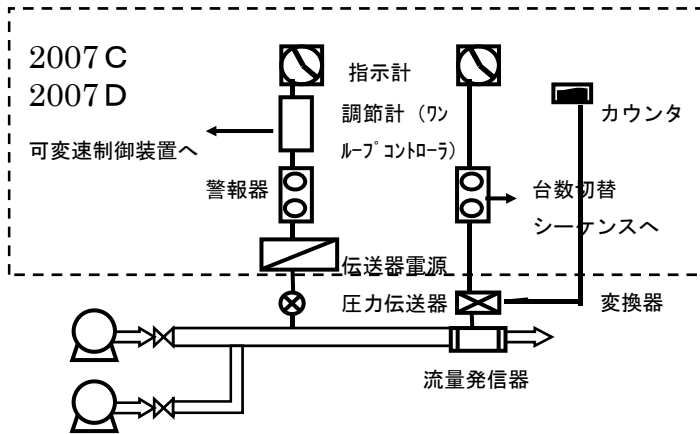 2007C
2007D
指示計
調節計（ﾜﾝ
ﾙｰﾌﾟｺﾝﾄﾛｰﾗ）
カウンタ
可変速制御装置へ
警報器
台数切替
シーケンスへ
伝送器電源
圧力伝送器
変換器
流量発信器